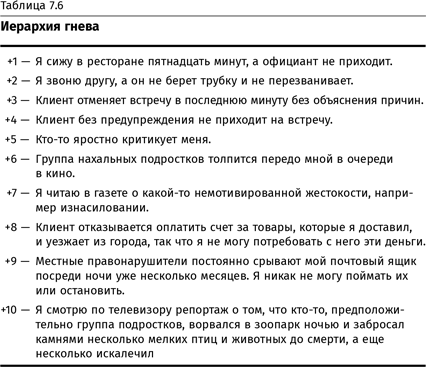 Таблица 7.6
Иерархия гнева
+1 — Я сижу в ресторане пятнадцать минут, а официант не приходит.
+2 — Я звоню другу, а он не берет трубку и не перезванивает.
+3 — Клиент отменяет встречу в последнюю минуту без объяснения причин.
+4 — Клиент без предупреждения не приходит на встречу.
+5 — Кто-то яростно критикует меня.
+6 — Группа нахальных подростков толпится передо мной в очереди
в кино.
+7 — Я читаю в газете о какой-то немотивированной жестокости, напри-
мер изнасиловании.
+8 — Клиент отказывается оплатить счет за товары, которые я доставил,
и уезжает из города, так что я не могу потребовать с него эти деньги.
+9 — Местные правонарушители постоянно срывают мой почтовый ящик
посреди ночи уже несколько месяцев. Я никак не могу поймать их
или остановить.
+10 — Я смотрю по телевизору репортаж о том, что кто-то, предположи-
тельно группа подростков, ворвался в зоопарк ночью и забросал
камнями несколько мелких птиц и животных до смерти, а еще
несколько искалечил